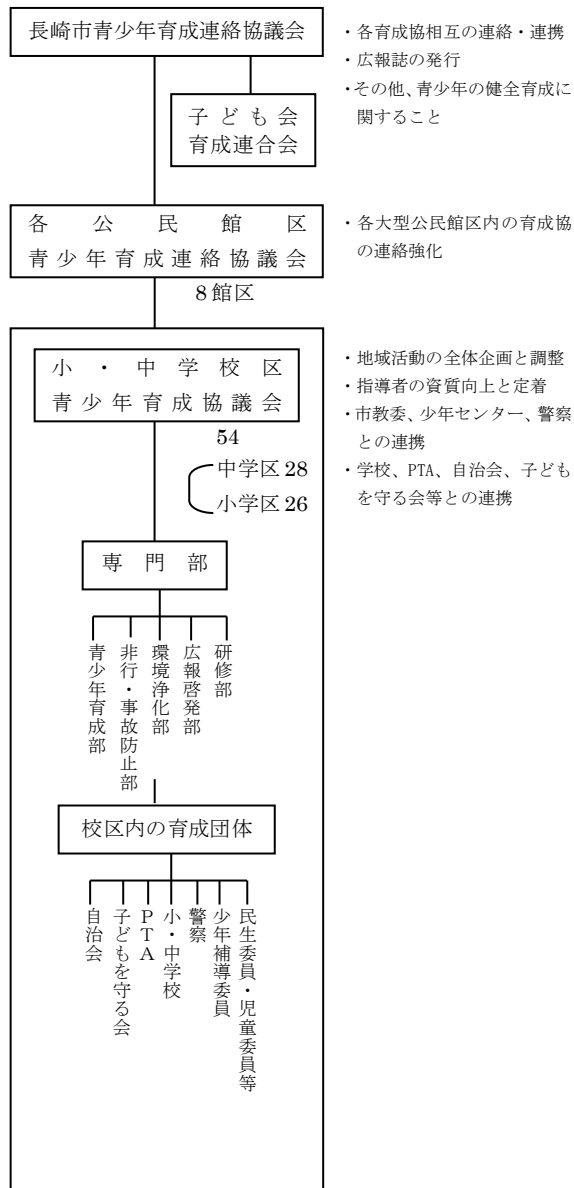 長崎市青少年育成連絡協議会
・各育成協相互の連絡・連携
・広報誌の発行
・その他、青少年の健全育成に
関すること
子ども会
育成連合会
各公民館区
青少年育成連絡協議会
8館区
・各大型公民館区内の育成協
の連絡強化
小・中学校区
青少年育成協議会
54
中学区28
小学区26
・地域活動の全体企画と調整
・指導者の資質向上と定着
・市教委、少年センター、警察
との連携
・学校、PTA、自治会、子ども
を守る会等との連携
専門部
青少年育成部
非行・事故防止部
環境浄化部
広報啓発部
研修部
校区内の育成団体
自治会
子どもを守る会
PTA
小・中学校
警察
少年補導委員
民生委員・児童委員等